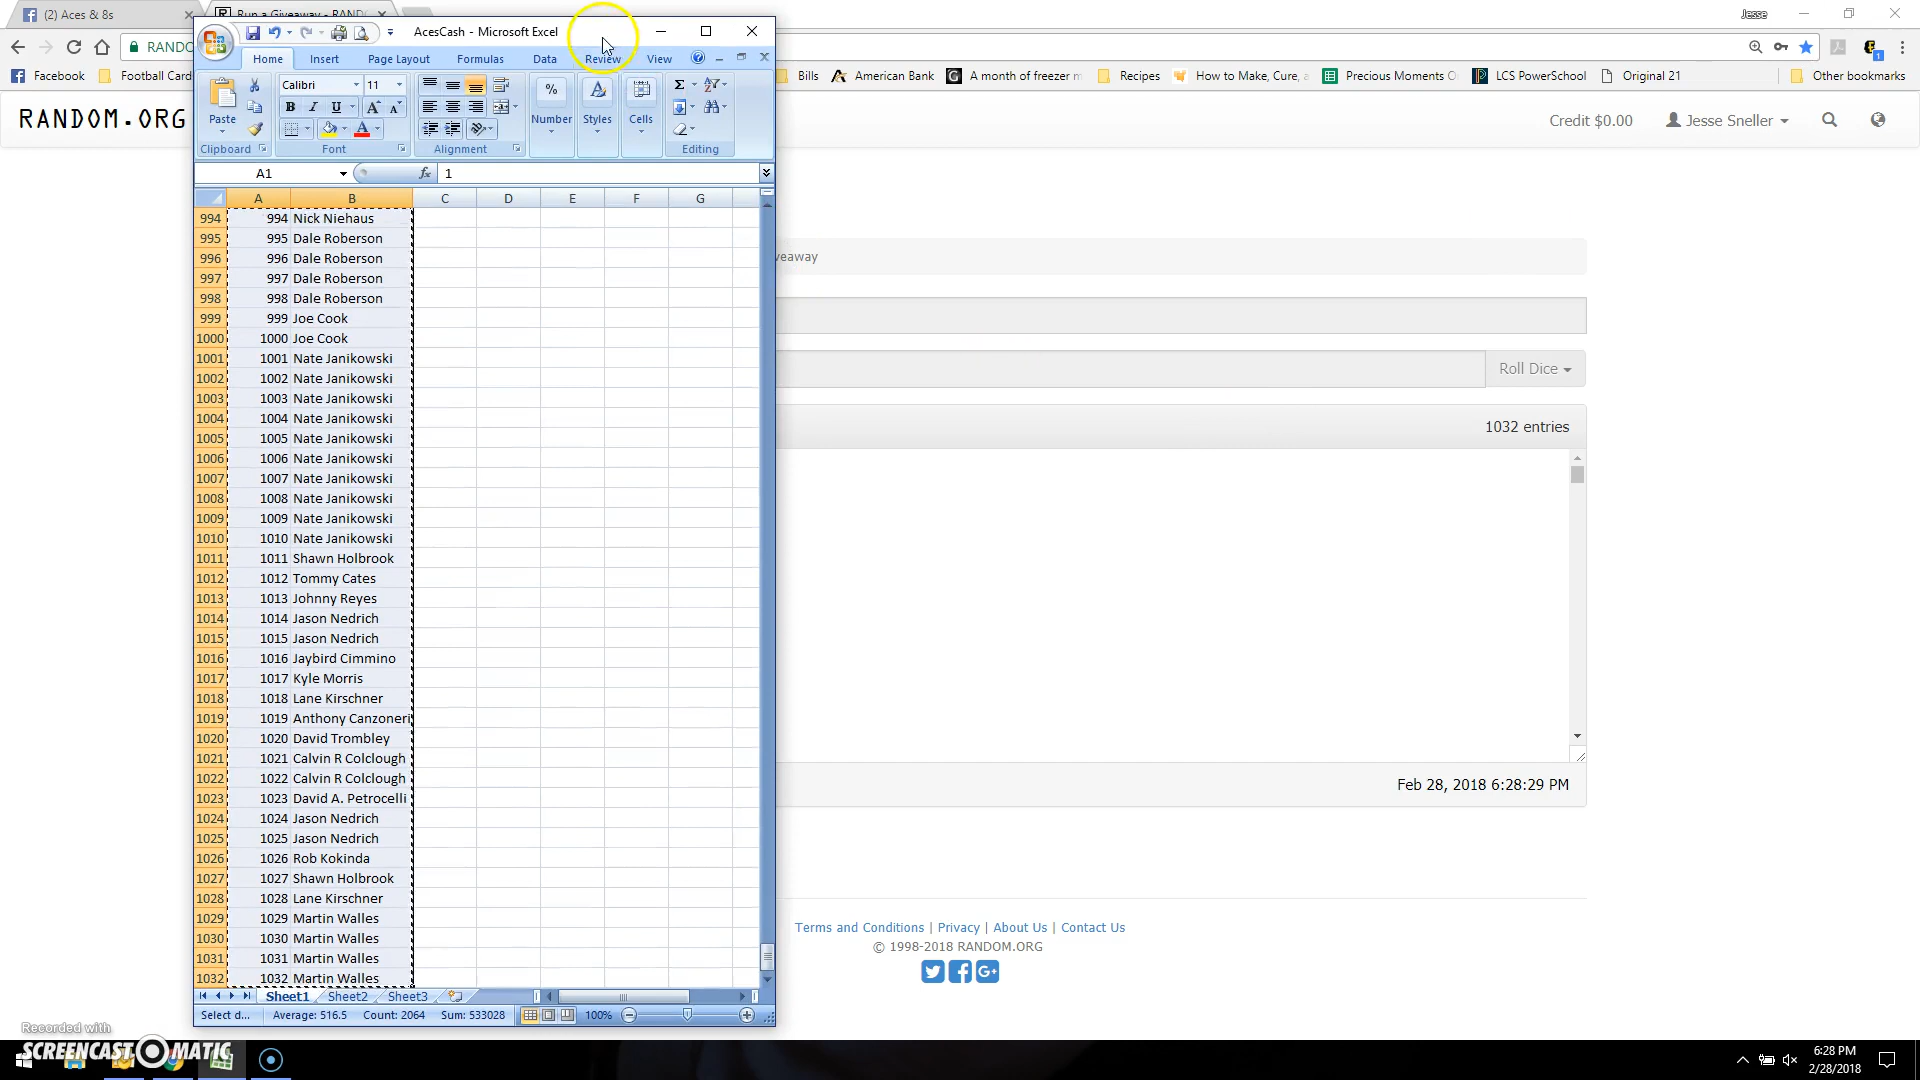 (2) Aces & 8s
Run a Giveaway - RAND
Jesse
RANDO
Facebook
Football Card
Bills
American Bank
A month of freezer m
Recipes
How to Make, Cure, a
Precious Moments O
LCS PowerSchool
Original 21
Other bookmarks
RANDOM.ORG
Credit $0.00
Jesse Sneller
AcesCash - Microsoft Excel
Home Insert Page Layout Formulas Data Review View
Calibri 11
Paste
Number
Styles
Cells
Clipboard Font Alignment Editing
A1 fx 1
A B C D E F G
994 994 Nick Niehaus
995 995 Dale Roberson
996 996 Dale Roberson
997 997 Dale Roberson
998 998 Dale Roberson
999 999 Joe Cook
1000 1000 Joe Cook
1001 1001 Nate Janikowski
1002 1002 Nate Janikowski
1003 1003 Nate Janikowski
1004 1004 Nate Janikowski
1005 1005 Nate Janikowski
1006 1006 Nate Janikowski
1007 1007 Nate Janikowski
1008 1008 Nate Janikowski
1009 1009 Nate Janikowski
1010 1010 Nate Janikowski
1011 1011 Shawn Holbrook
1012 1012 Tommy Cates
1013 1013 Johnny Reyes
1014 1014 Jason Nedrich
1015 1015 Jason Nedrich
1016 1016 Jaybird Cimmino
1017 1017 Kyle Morris
1018 1018 Lane Kirschner
1019 1019 Anthony Canzoneri
1020 1020 David Trombley
1021 1021 Calvin R Colclough
1022 1022 Calvin R Colclough
1023 1023 David A. Petrocelli
1024 1024 Jason Nedrich
1025 1025 Jason Nedrich
1026 1026 Rob Kokinda
1027 1027 Shawn Holbrook
1028 1028 Lane Kirschner
1029 1029 Martin Walles
1030 1030 Martin Walles
1031 1031 Martin Walles
1032 1032 Martin Walles
Sheet1 Sheet2 Sheet3
Select d... Average: 516.5 Count: 2064 Sum: 533028 100%
veaway
Roll Dice
1032 entries
Feb 28, 2018 6:28:29 PM
Terms and Conditions | Privacy | About Us | Contact Us
© 1998-2018 RANDOM.ORG
Recorded with
SCREENCAST-O-MATIC
6:28 PM
2/28/2018